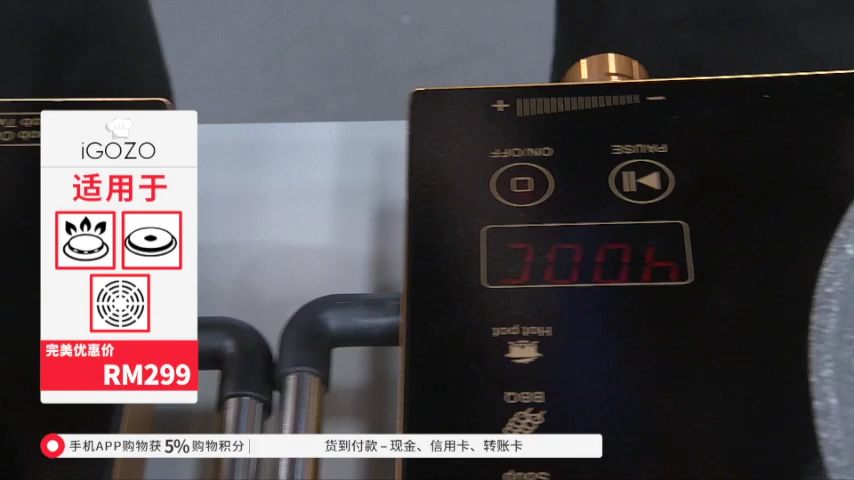 iGOZO
适用于
完美优惠价
RM299
手机APP购物获5%购物积分
货到付款 – 现金、信用卡、转账卡
+ −
ON/OFF
PAUSE
Hot pot
BBQ
Soup